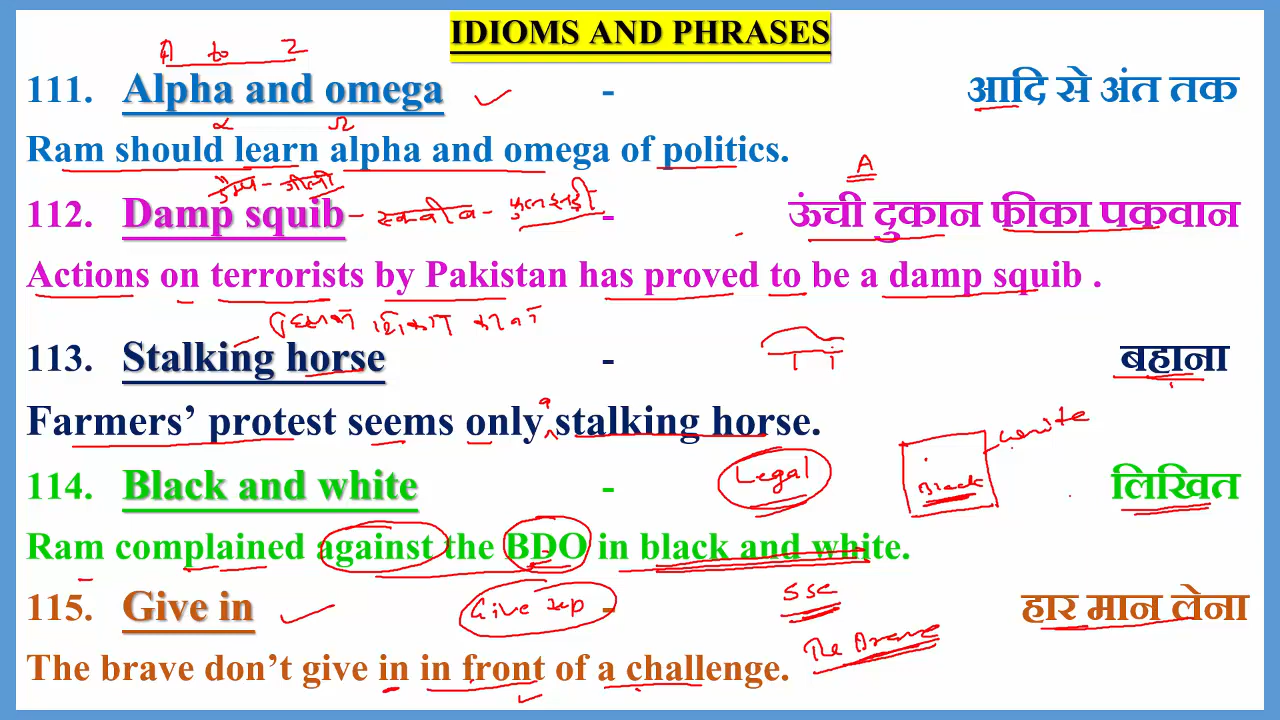 IDIOMS AND PHRASES
A to Z
111. Alpha and omega - आदि से अंत तक
α Ω
Ram should learn alpha and omega of politics.
A
डैम्प - गीली
112. Damp squib - स्क्वीब - फुलझड़ी - ऊंची दुकान फीका पकवान
Actions on terrorists by Pakistan has proved to be a damp squib .
113. Stalking horse - बहाना
a
Farmers’ protest seems only stalking horse.
white
114. Black and white - Legal Black लिखित
Ram complained against the BDO in black and white.
SSC
115. Give in Give up - हार मान लेना
The Brave
The brave don’t give in in front of a challenge.